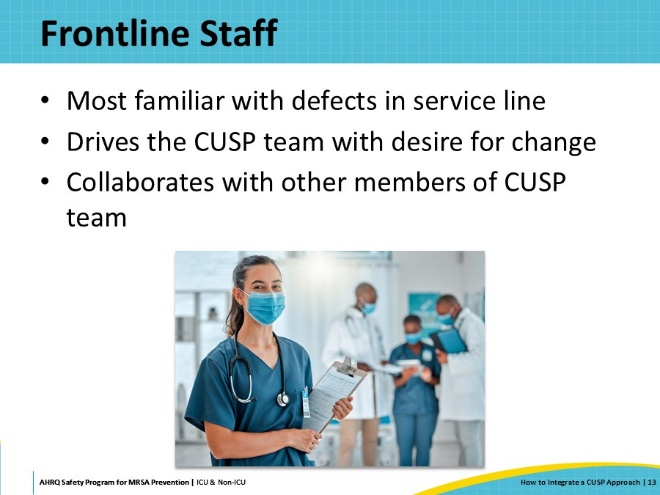 Frontline Staff
• Most familiar with defects in service line
• Drives the CUSP team with desire for change
• Collaborates with other members of CUSP
team
AHRQ Safety Program for MRSA Prevention | ICU & Non-ICU
How to Integrate a CUSP Approach | 13